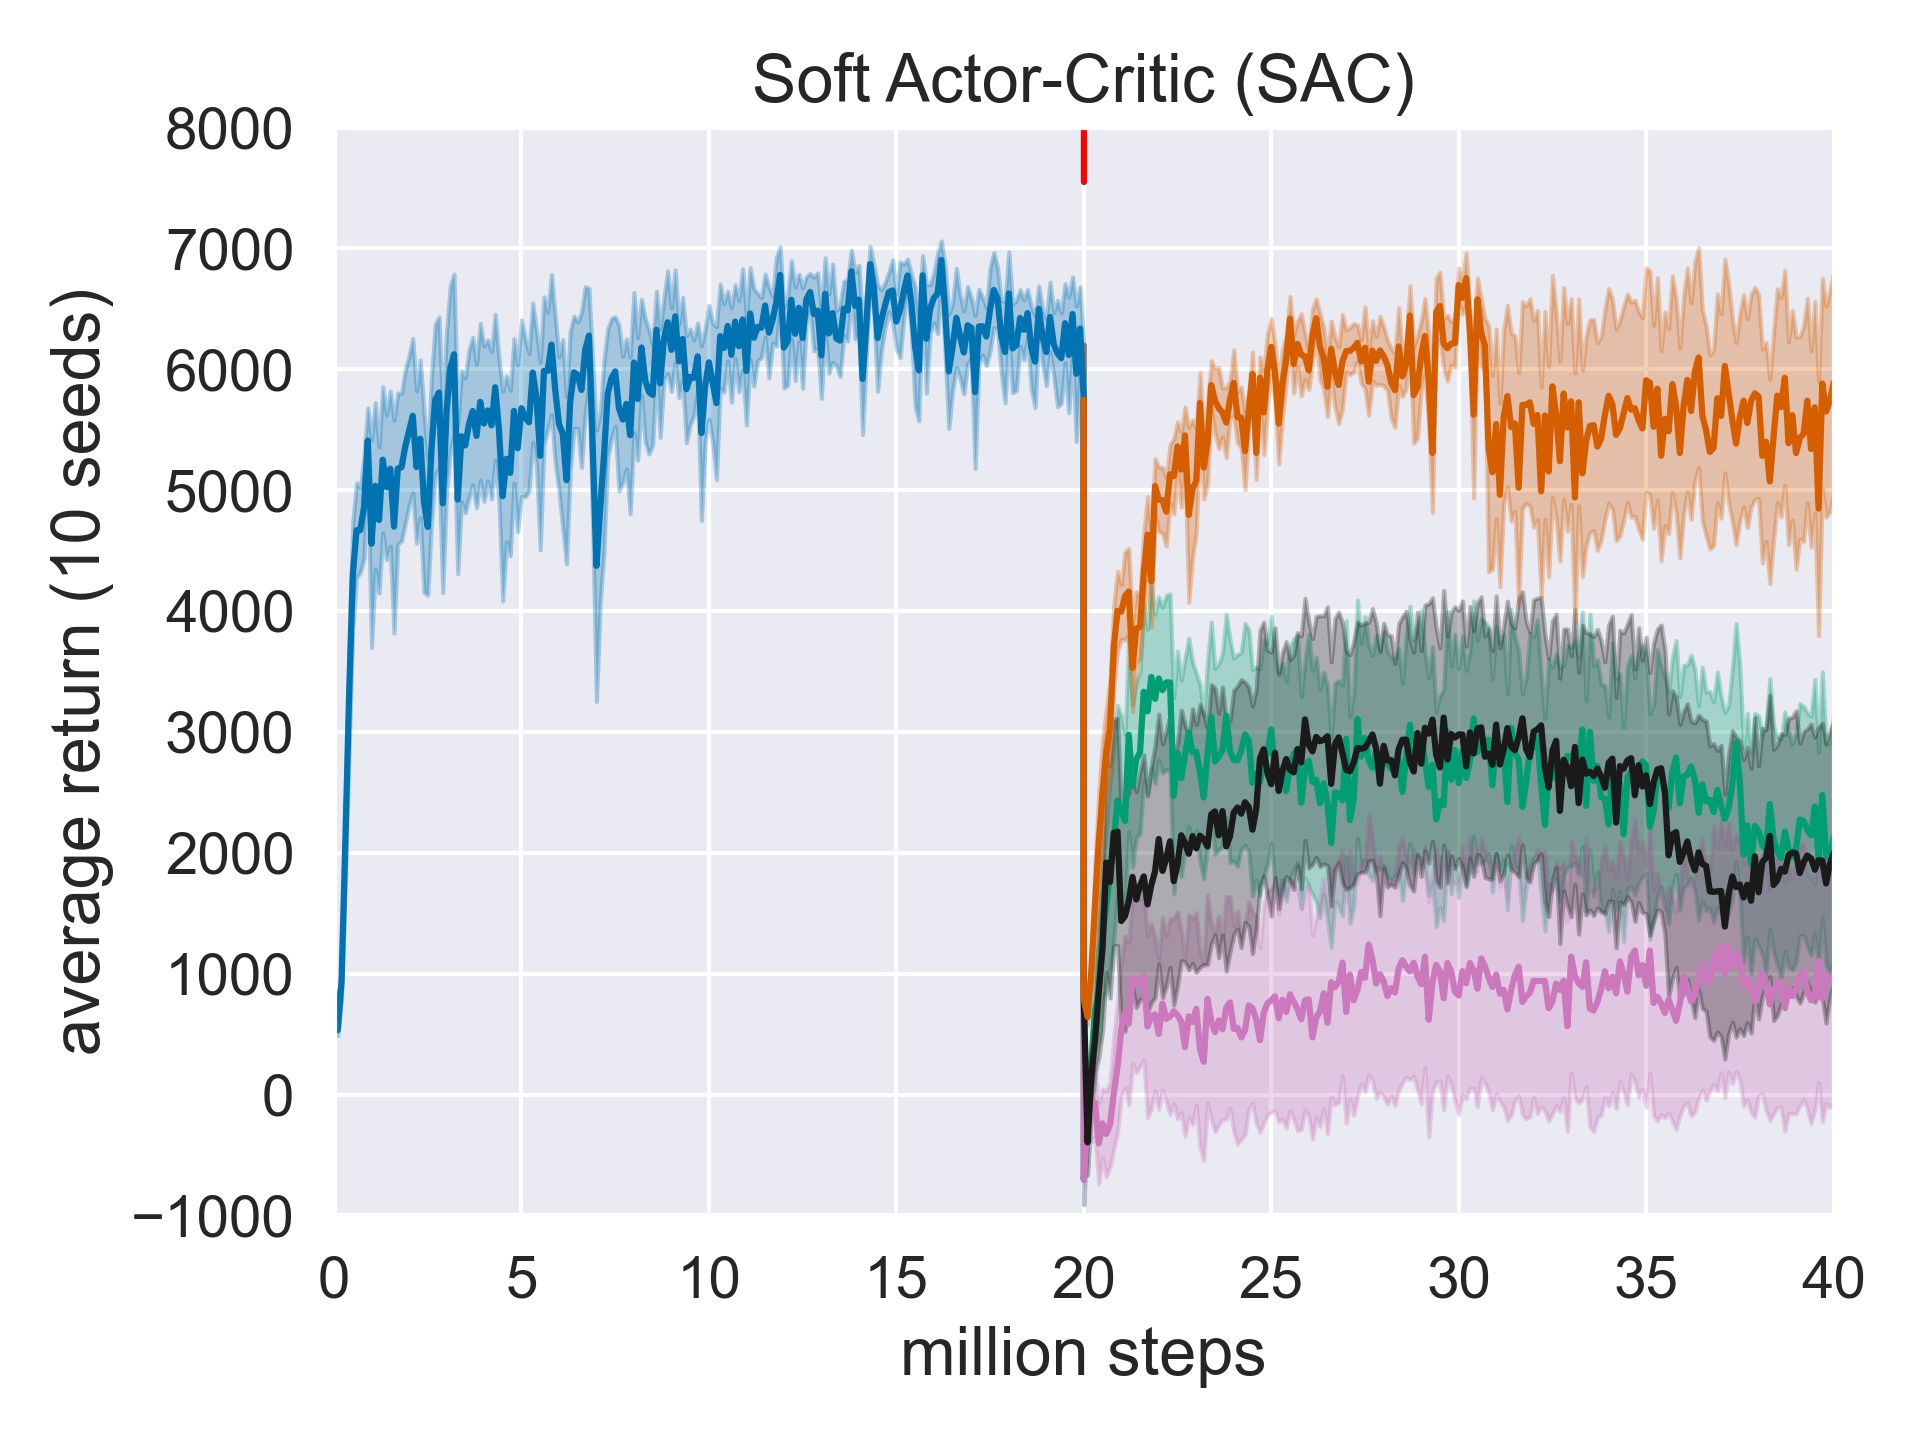 Soft Actor-Critic (SAC)
8000
7000
6000
5000
4000
3000
2000
1000
0
−1000
average return (10 seeds)
0 5 10 15 20 25 30 35 40
million steps